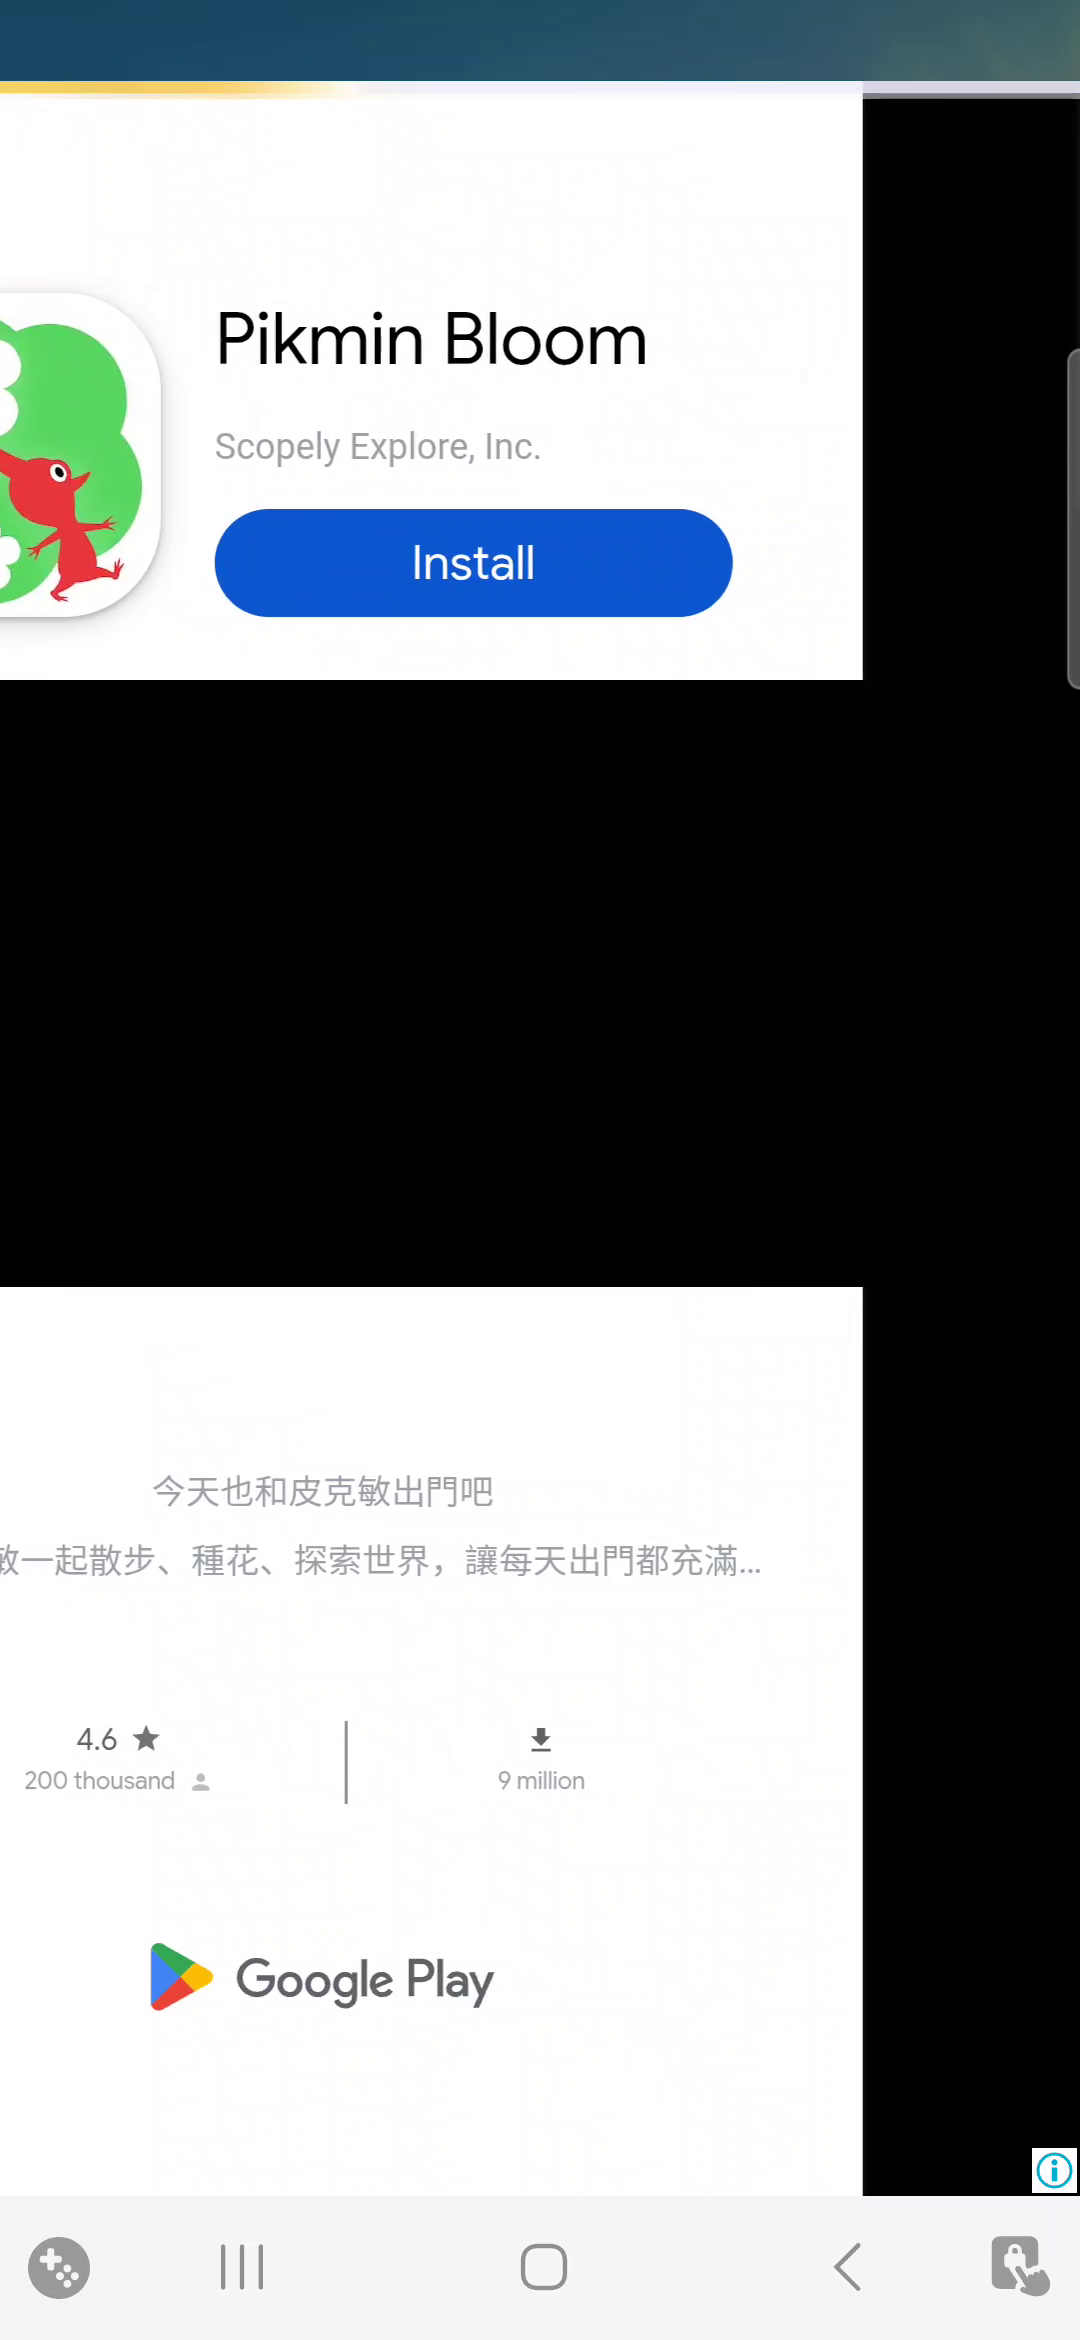 Pikmin Bloom
Scopely Explore, Inc.
Install
今天也和皮克敏出門吧
敏一起散步、種花、探索世界，讓每天出門都充滿...
4.6
200 thousand
9 million
Google Play